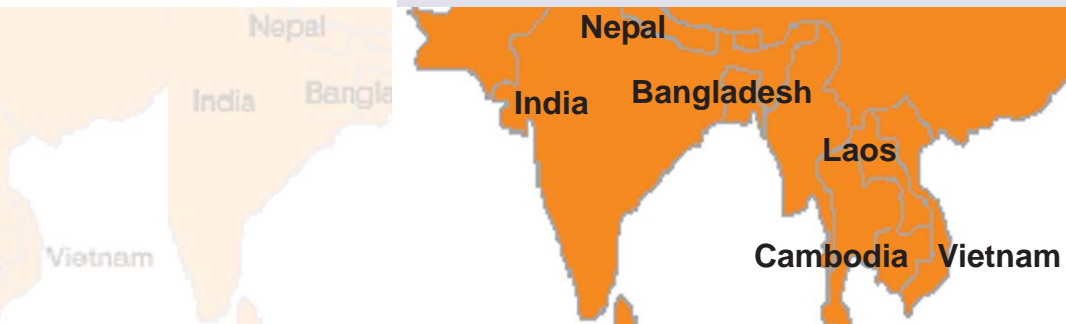 Nepal
Nepal
India
Bangla
India
Bangladesh
Laos
Vietnam
Cambodia
Vietnam